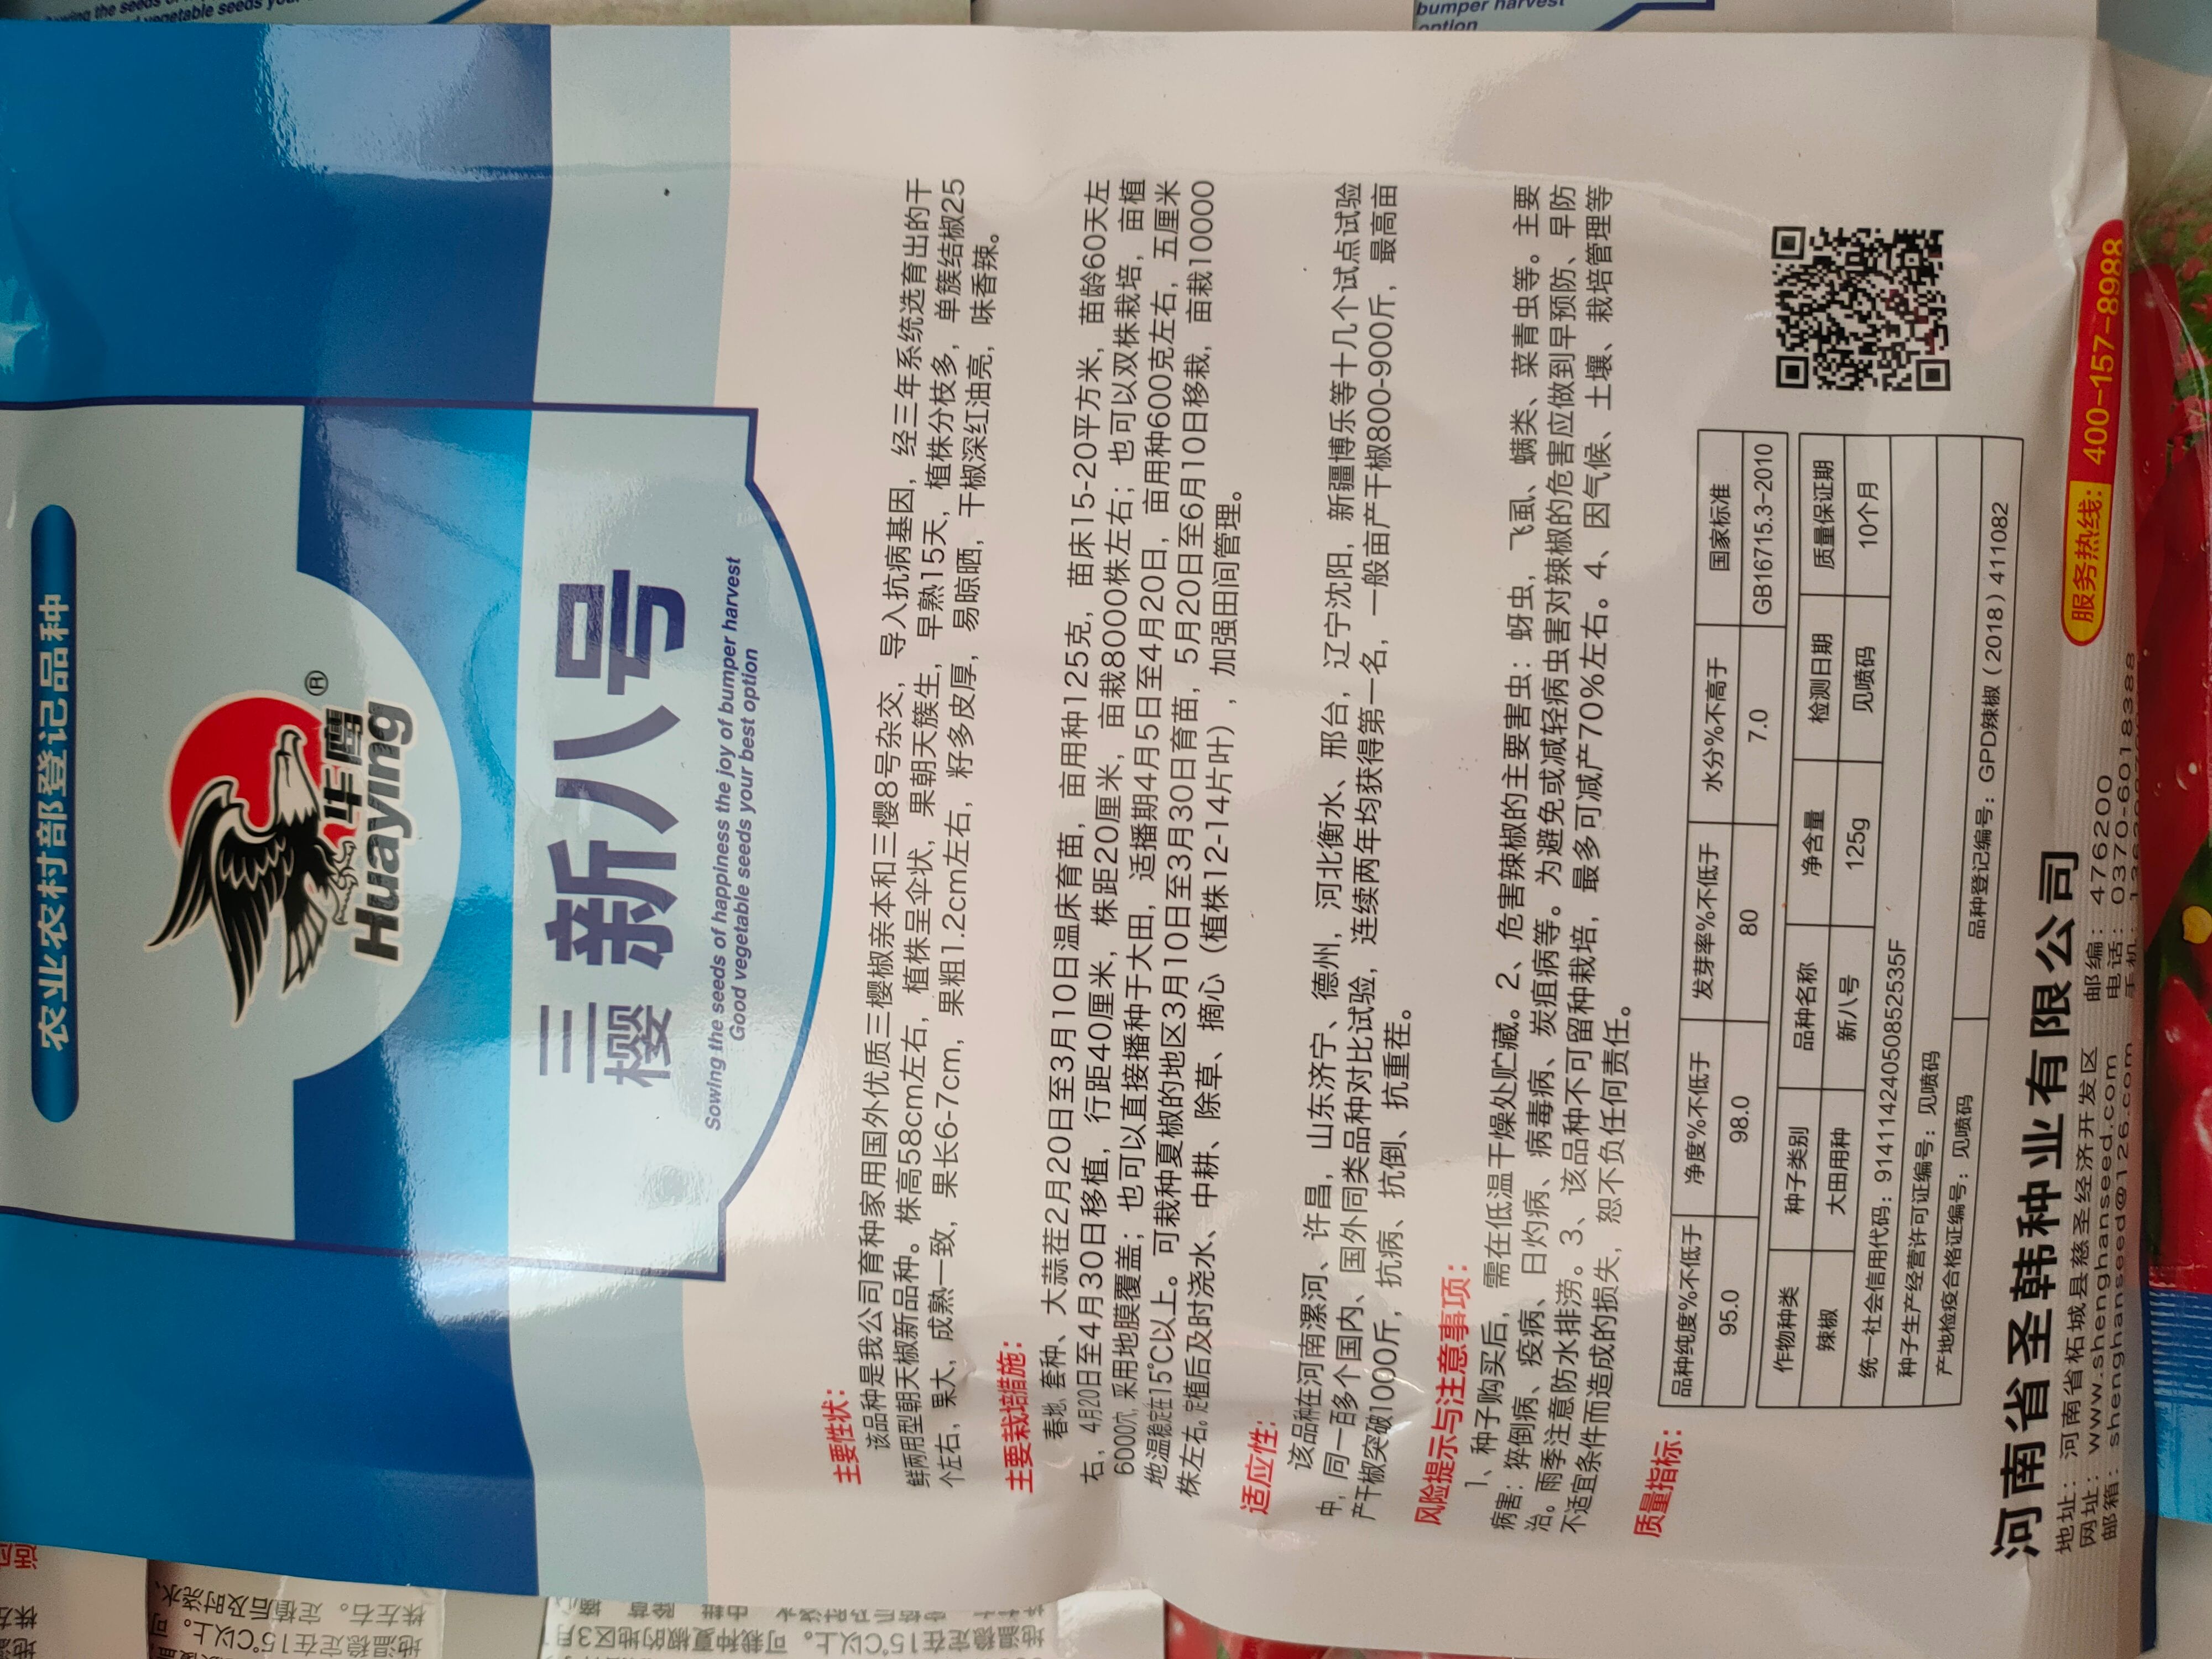 农业农村部登记品种
华鹰
®
Huaying
三樱 新八号
Sowing the seeds of happiness the joy of bumper harvest
Good vegetable seeds your best option
主要性状：
该品种是我公司育种家用国外优质三樱椒亲本和三樱8号杂交，导入抗病基因，经三年系统选育出的干
鲜两用型朝天椒新品种。株高58cm左右，植株呈伞状，果朝天簇生，早熟15天，植株分枝多，单簇结椒25
个左右，果大、成熟一致，果长6-7cm，果粗1.2cm左右，籽多皮厚，易晾晒，干椒深红油亮，味香辣。
主要栽培措施：
春地、套种、大蒜茬2月20日至3月10日温床育苗，亩用种125克，苗床15-20平方米，苗龄60天左
右，4月20日至4月30日移植，行距40厘米，株距20厘米，亩栽8000株左右；也可以双株栽培，亩植
6000穴，采用地膜覆盖；也可以直接播种于大田，适播期4月5日至4月20日，亩用种600克左右，五厘米
地温稳定在15℃以上。可栽种夏椒的地区3月10日至3月30日育苗，5月20日至6月10日移栽，亩栽10000
株左右。定植后及时浇水、中耕、除草、摘心（植株12-14片叶），加强田间管理。
适应性：
该品种在河南漯河、许昌，山东济宁、德州，河北衡水、邢台，辽宁沈阳，新疆博乐等十几个试点试验
中，同一百多个国内、国外同类品种对比试验，连续两年均获得第一名，一般亩产干椒800-900斤，最高亩
产干椒突破1000斤，抗病、抗倒、抗重茬。
风险提示与注意事项：
1、种子购买后，需在低温干燥处贮藏。2、危害辣椒的主要害虫：蚜虫，飞虱、螨类、菜青虫等。主要
病害：猝倒病、疫病、日灼病、病毒病、炭疽病等。为避免或减轻病虫害对辣椒的危害应做到早预防、早防
治。雨季注意防水排涝。3、该品种不可留种栽培，最多可减产70%左右。4、因气候、土壤、栽培管理等
不适宜条件而造成的损失，恕不负任何责任。
质量指标：
品种纯度%不低于 净度%不低于 发芽率%不低于 水分%不高于 国家标准
95.0 98.0 80 7.0 GB16715.3-2010
作物种类 种子类别 品种名称 净含量 检测日期 质量保证期
辣椒 大田用种 新八号 125g 见喷码 10个月
统一社会信用代码：91411424050852535F
种子生产经营许可证编号：见喷码
产地检疫合格证编号：见喷码 品种登记编号：GPD辣椒（2018）411082
河南省圣韩种业有限公司
服务热线：400-157-8988
地址：河南省柘城县慈圣经济开发区 邮编：476200
网址：www.shenghanseed.com 电话：0370-6018388
邮箱：shenghanseed@126.com 手机：